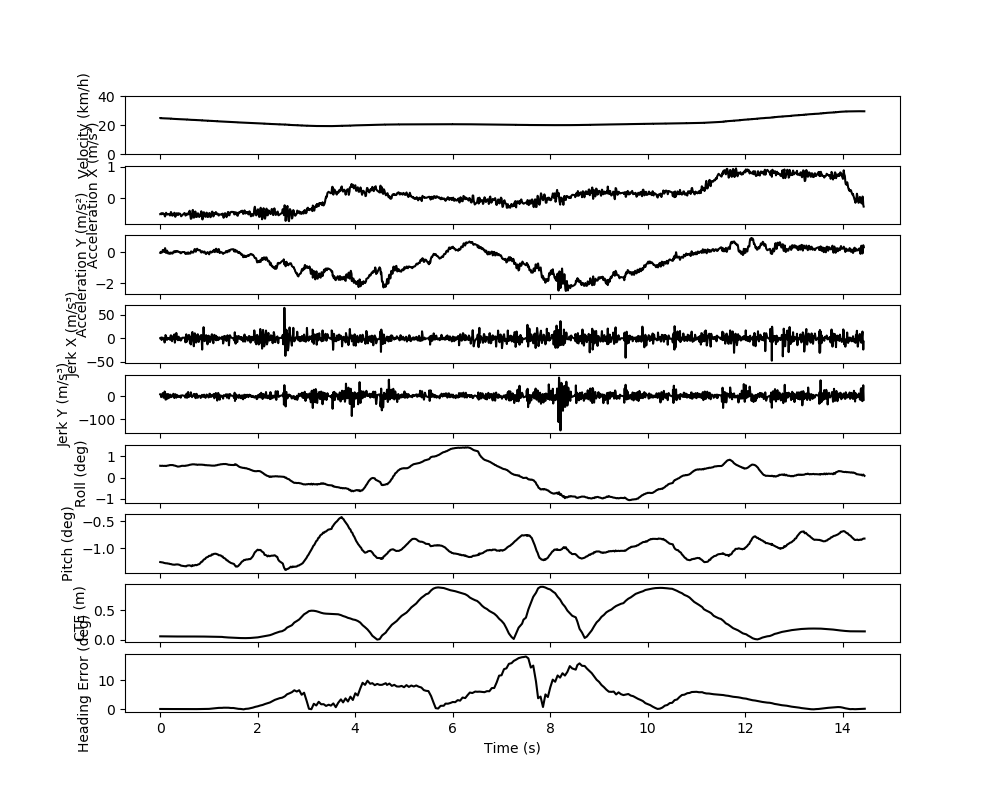 Velocity (km/h)
40
20
0
Acceleration X (m/s²)
1
0
Acceleration Y (m/s²)
0
−2
Jerk X (m/s³)
50
0
−50
Jerk Y (m/s³)
0
−100
Roll (deg)
1
0
−1
Pitch (deg)
−0.5
−1.0
CTE (m)
0.5
0.0
Heading Error (deg)
10
0
0 2 4 6 8 10 12 14
Time (s)